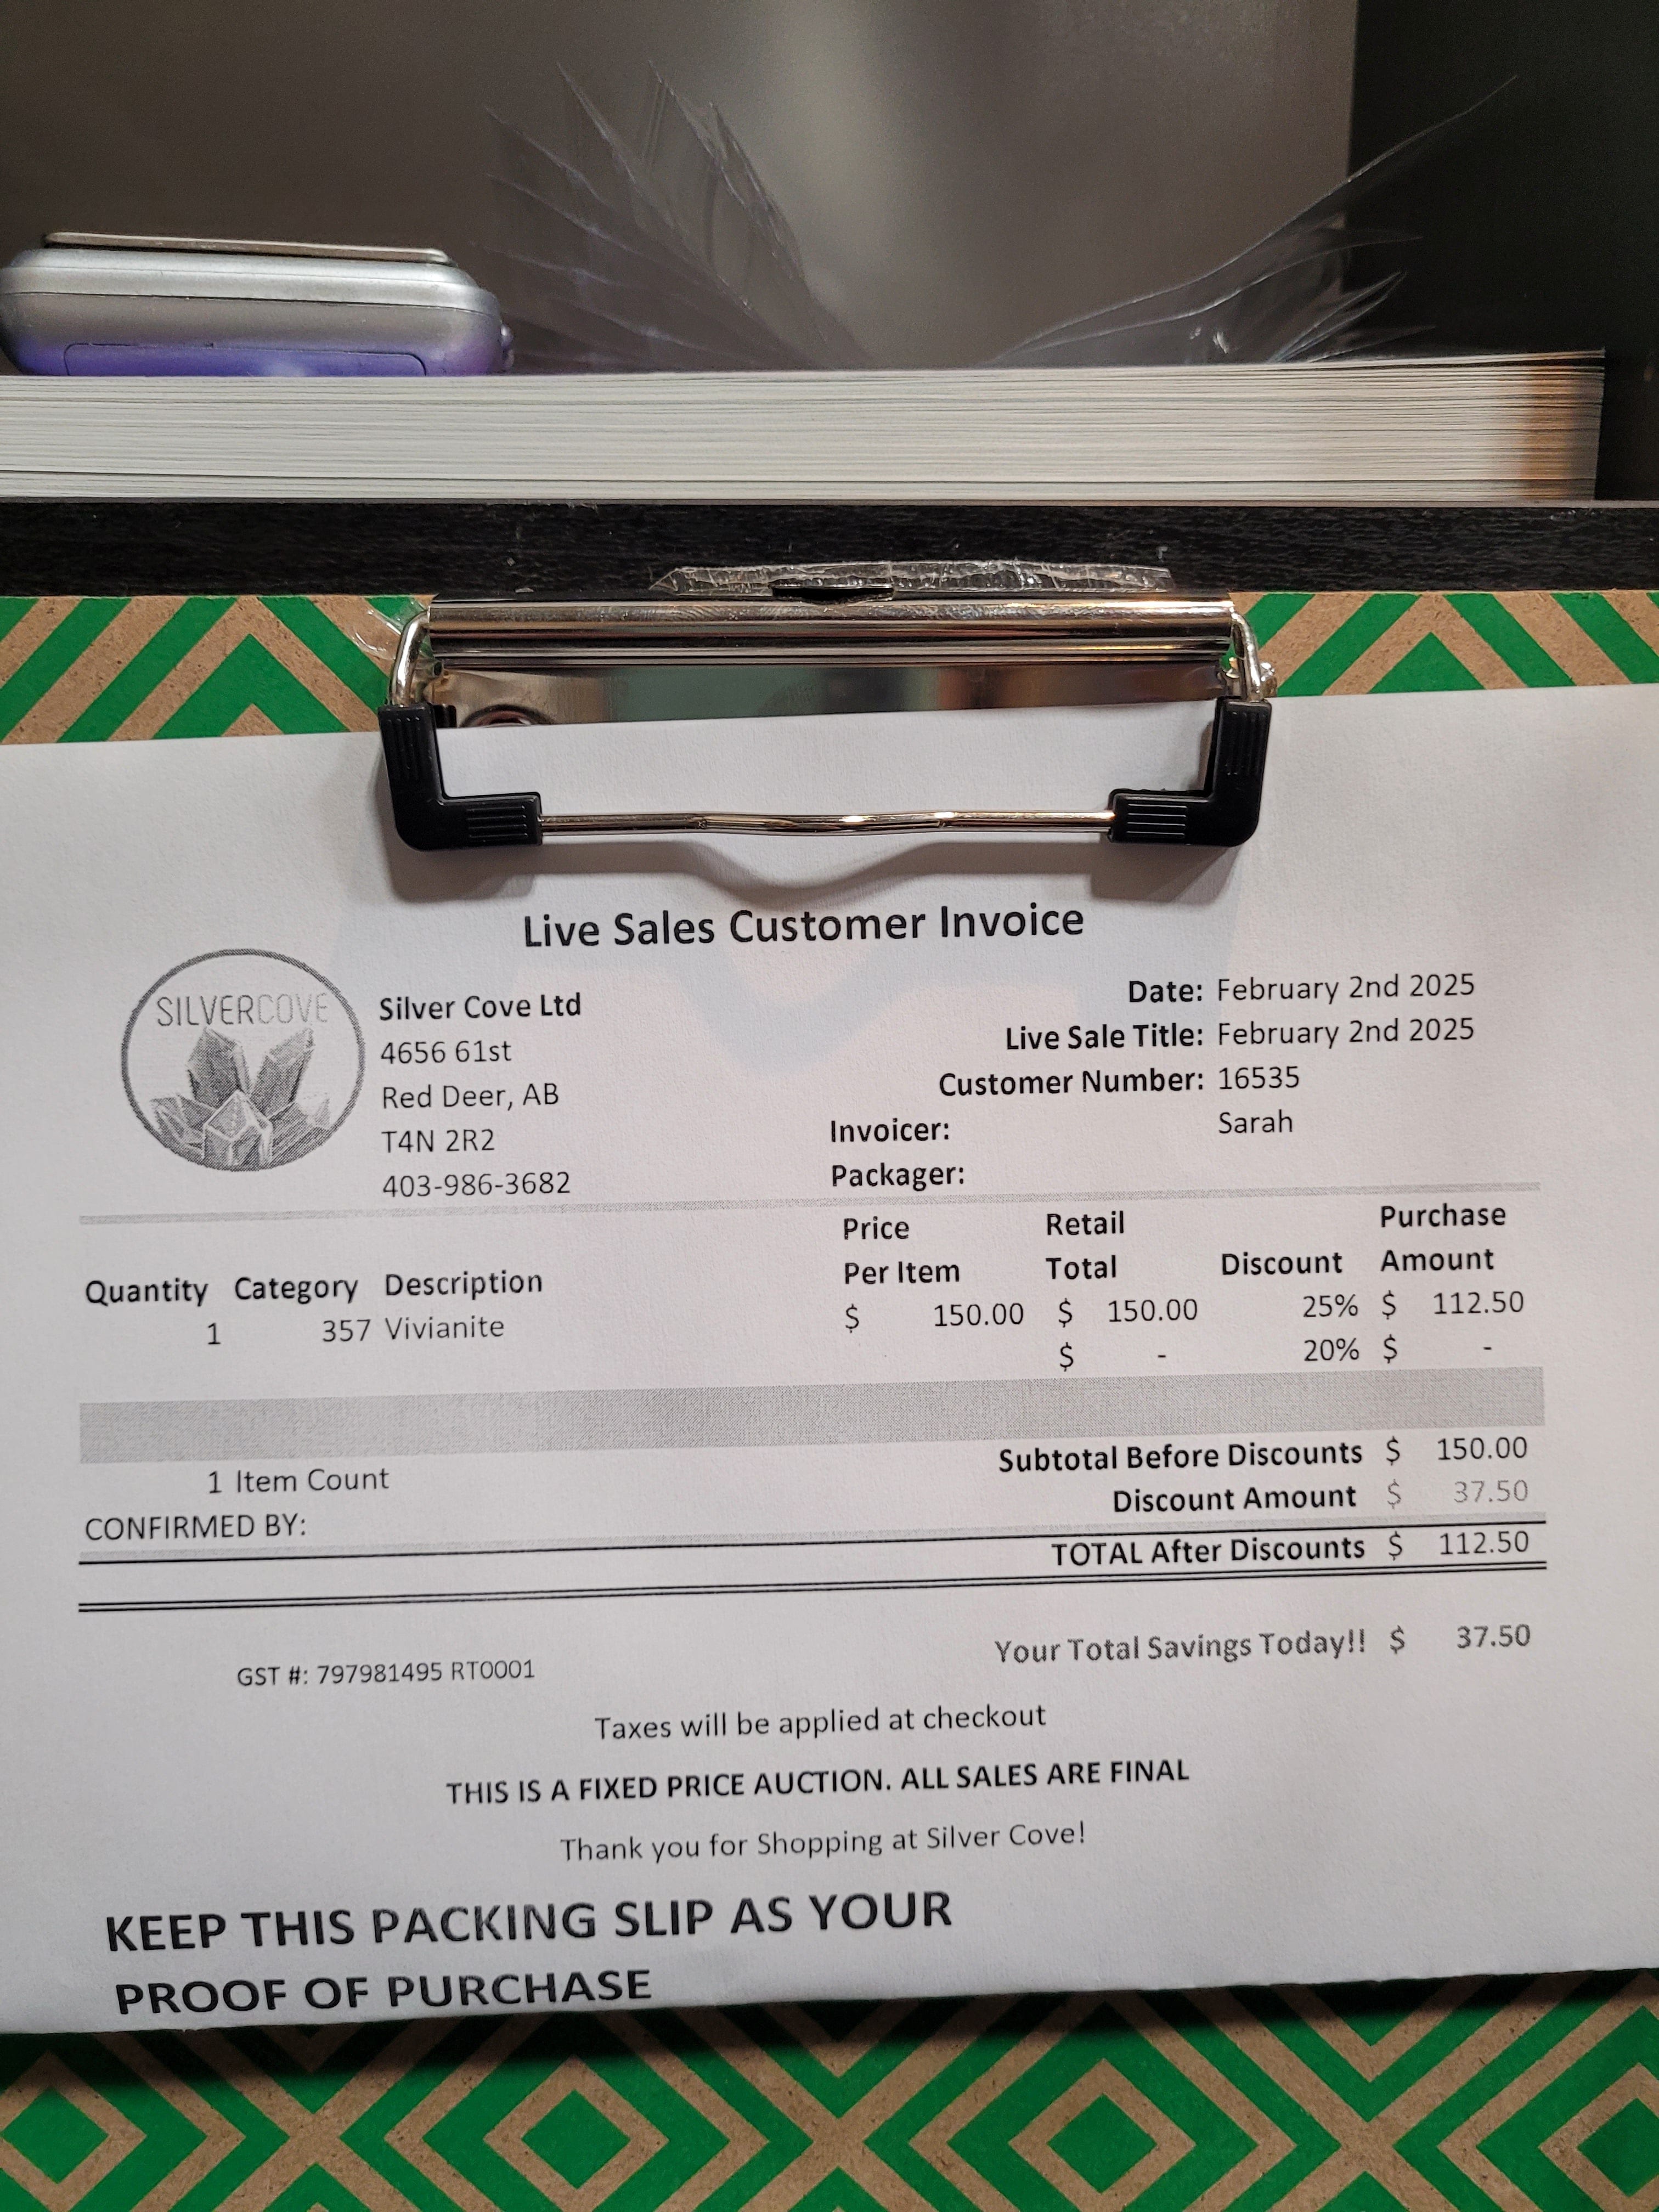 Live Sales Customer Invoice
SILVERCOVE
Silver Cove Ltd
4656 61st
Red Deer, AB
T4N 2R2
403-986-3682
Date: February 2nd 2025
Live Sale Title: February 2nd 2025
Customer Number: 16535
Invoicer: Sarah
Packager:
Quantity Category Description Price Per Item Retail Total Discount Purchase Amount
1 357 Vivianite $ 150.00 $ 150.00 25% $ 112.50
$ - 20% $ -
Subtotal Before Discounts $ 150.00
1 Item Count
Discount Amount $ 37.50
CONFIRMED BY:
TOTAL After Discounts $ 112.50
Your Total Savings Today!! $ 37.50
GST #: 797981495 RT0001
Taxes will be applied at checkout
THIS IS A FIXED PRICE AUCTION. ALL SALES ARE FINAL
Thank you for Shopping at Silver Cove!
KEEP THIS PACKING SLIP AS YOUR
PROOF OF PURCHASE